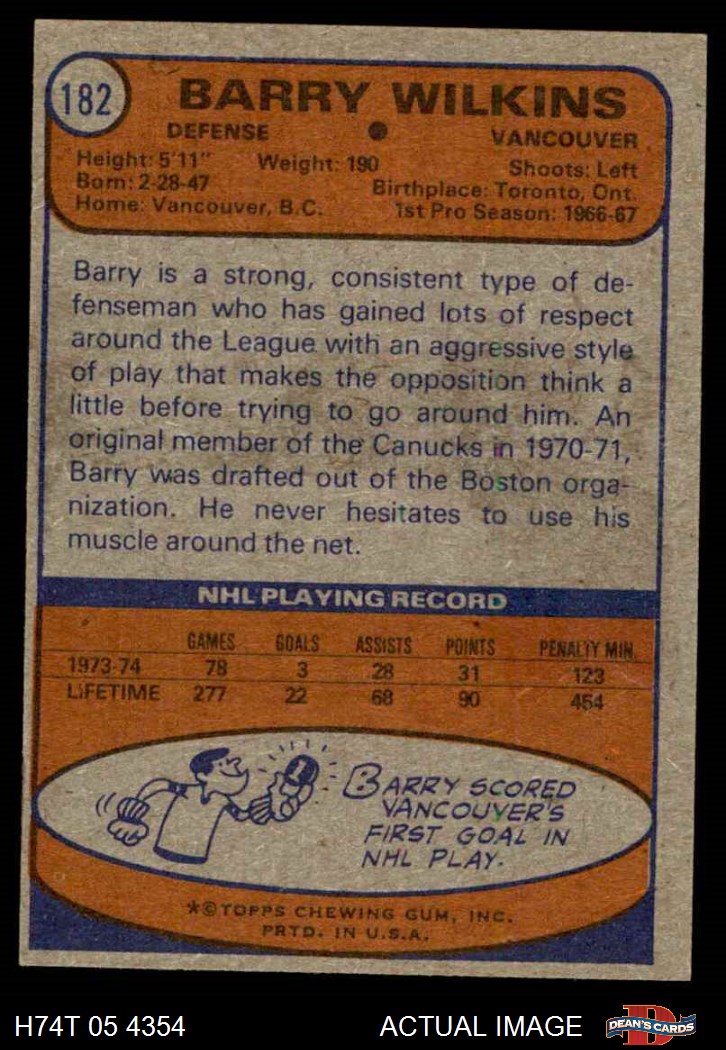 182
BARRY WILKINS
DEFENSE ● VANCOUVER
Height: 5'11" Weight: 190 Shoots: Left
Born: 2-28-47 Birthplace: Toronto, Ont.
Home: Vancouver, B.C. 1st Pro Season: 1966-67
Barry is a strong, consistent type of de-
fenseman who has gained lots of respect
around the League with an aggressive style
of play that makes the opposition think a
little before trying to go around him. An
original member of the Canucks in 1970-71,
Barry was drafted out of the Boston orga-
nization. He never hesitates to use his
muscle around the net.
NHL PLAYING RECORD
GAMES GOALS ASSISTS POINTS PENALTY MIN.
1973-74 78 3 28 31 123
LIFETIME 277 22 68 90 454
1
BARRY SCORED
VANCOUVER'S
FIRST GOAL IN
NHL PLAY.
*©TOPPS CHEWING GUM, INC.
PRTD. IN U.S.A.
H74T 05 4354 ACTUAL IMAGE D DEAN'S CARDS